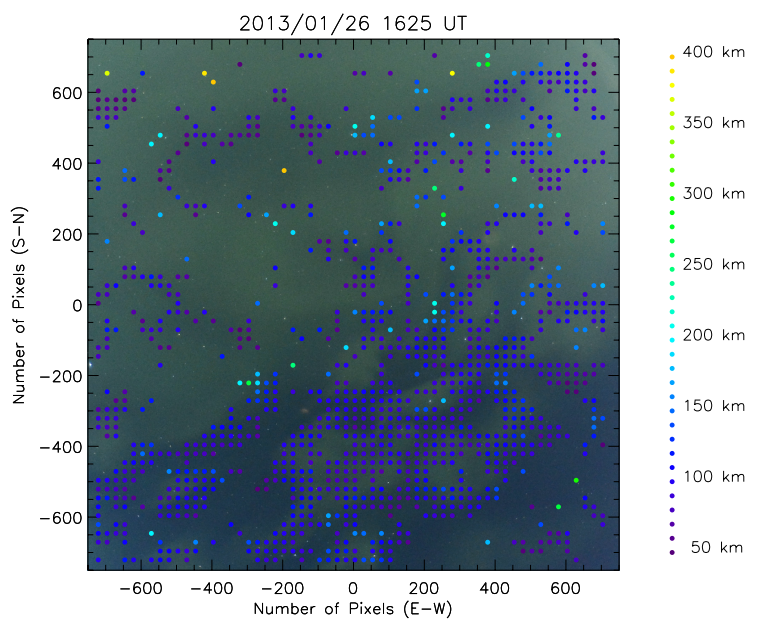 2013/01/26 1625 UT
400 km
350 km
300 km
250 km
200 km
150 km
100 km
50 km
Number of Pixels (S-N)
600
400
200
0
−200
−400
−600
−600 −400 −200 0 200 400 600
Number of Pixels (E-W)